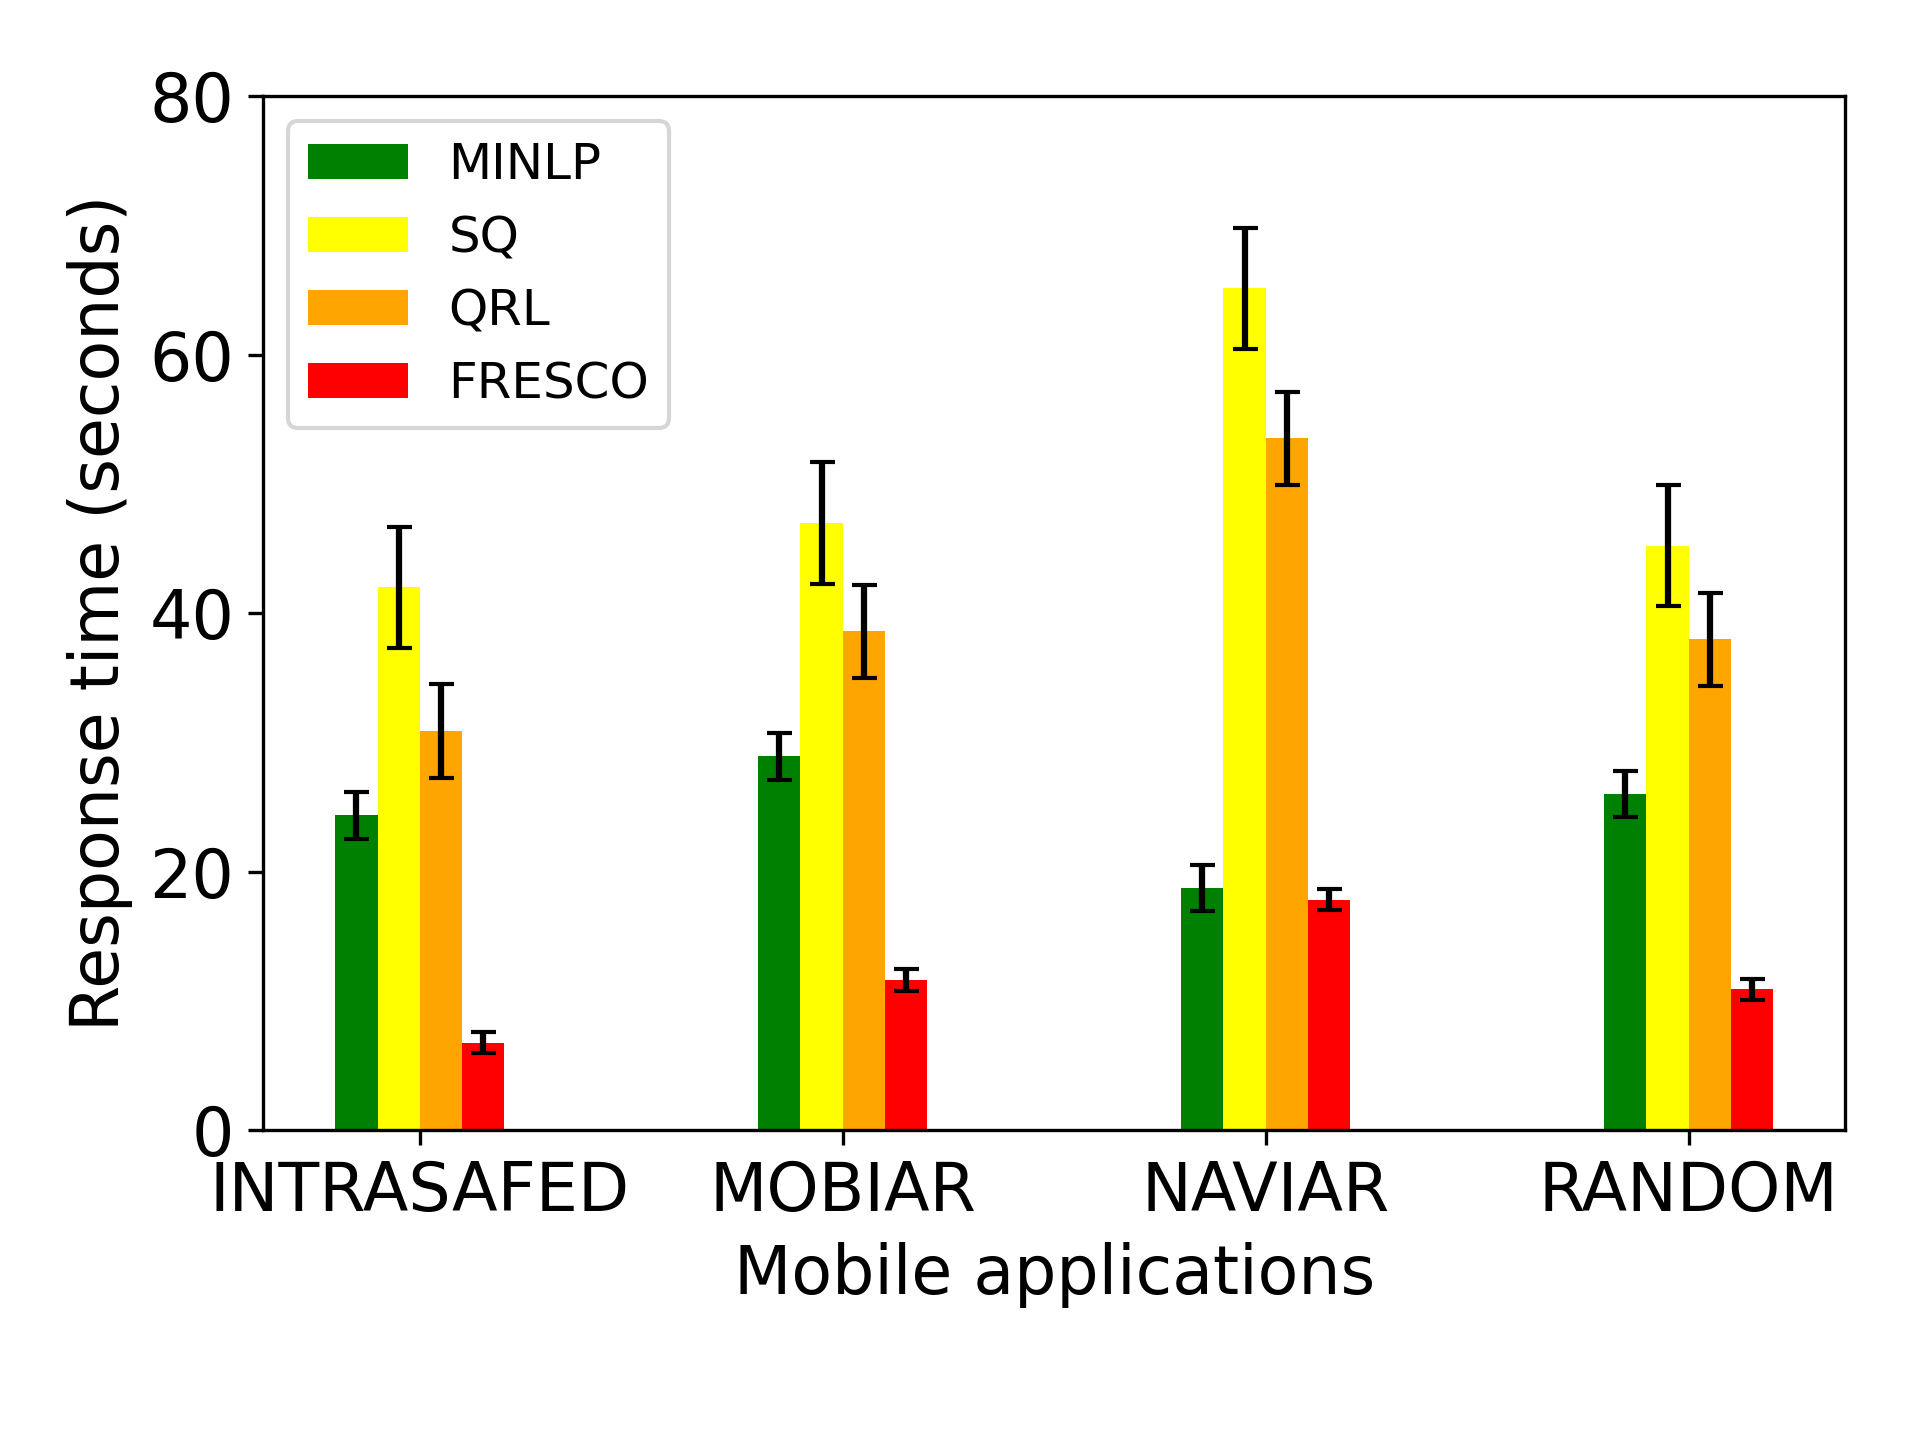 80
60
40
20
0
Response time (seconds)
MINLP
SQ
QRL
FRESCO
INTRASAFED MOBIAR NAVIAR RANDOM
Mobile applications